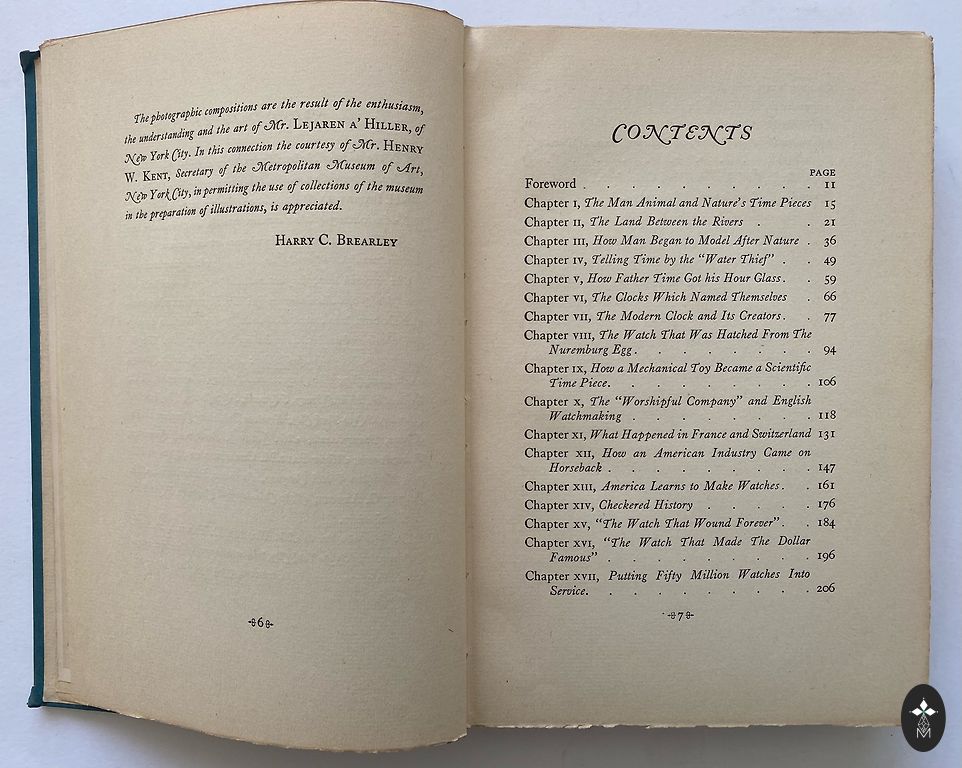 The photographic compositions are the result of the enthusiasm,
the understanding and the art of Mr. Lejaren a' Hiller, of
New York City. In this connection the courtesy of Mr. Henry
W. Kent, Secretary of the Metropolitan Museum of Art,
New York City, in permitting the use of collections of the museum
in the preparation of illustrations, is appreciated.
Harry C. Brearley
6
CONTENTS
PAGE
Foreword . . . . . . . . . 11
Chapter I, The Man Animal and Nature's Time Pieces 15
Chapter II, The Land Between the Rivers . . 21
Chapter III, How Man Began to Model After Nature . 36
Chapter IV, Telling Time by the "Water Thief" . . 49
Chapter V, How Father Time Got his Hour Glass . . 59
Chapter VI, The Clocks Which Named Themselves . 66
Chapter VII, The Modern Clock and Its Creators . . 77
Chapter VIII, The Watch That Was Hatched From The
Nuremburg Egg . . . . . . . . 94
Chapter IX, How a Mechanical Toy Became a Scientific
Time Piece. . . . . . . . . 106
Chapter X, The "Worshipful Company" and English
Watchmaking . . . . . . . . 118
Chapter XI, What Happened in France and Switzerland 131
Chapter XII, How an American Industry Came on
Horseback . . . . . . . . 147
Chapter XIII, America Learns to Make Watches . . 161
Chapter XIV, Checkered History . . . . . 176
Chapter XV, "The Watch That Wound Forever" . . 184
Chapter XVI, "The Watch That Made The Dollar
Famous" . . . . . . . . . 196
Chapter XVII, Putting Fifty Million Watches Into
Service. . . . . . . . . . 206
7
M